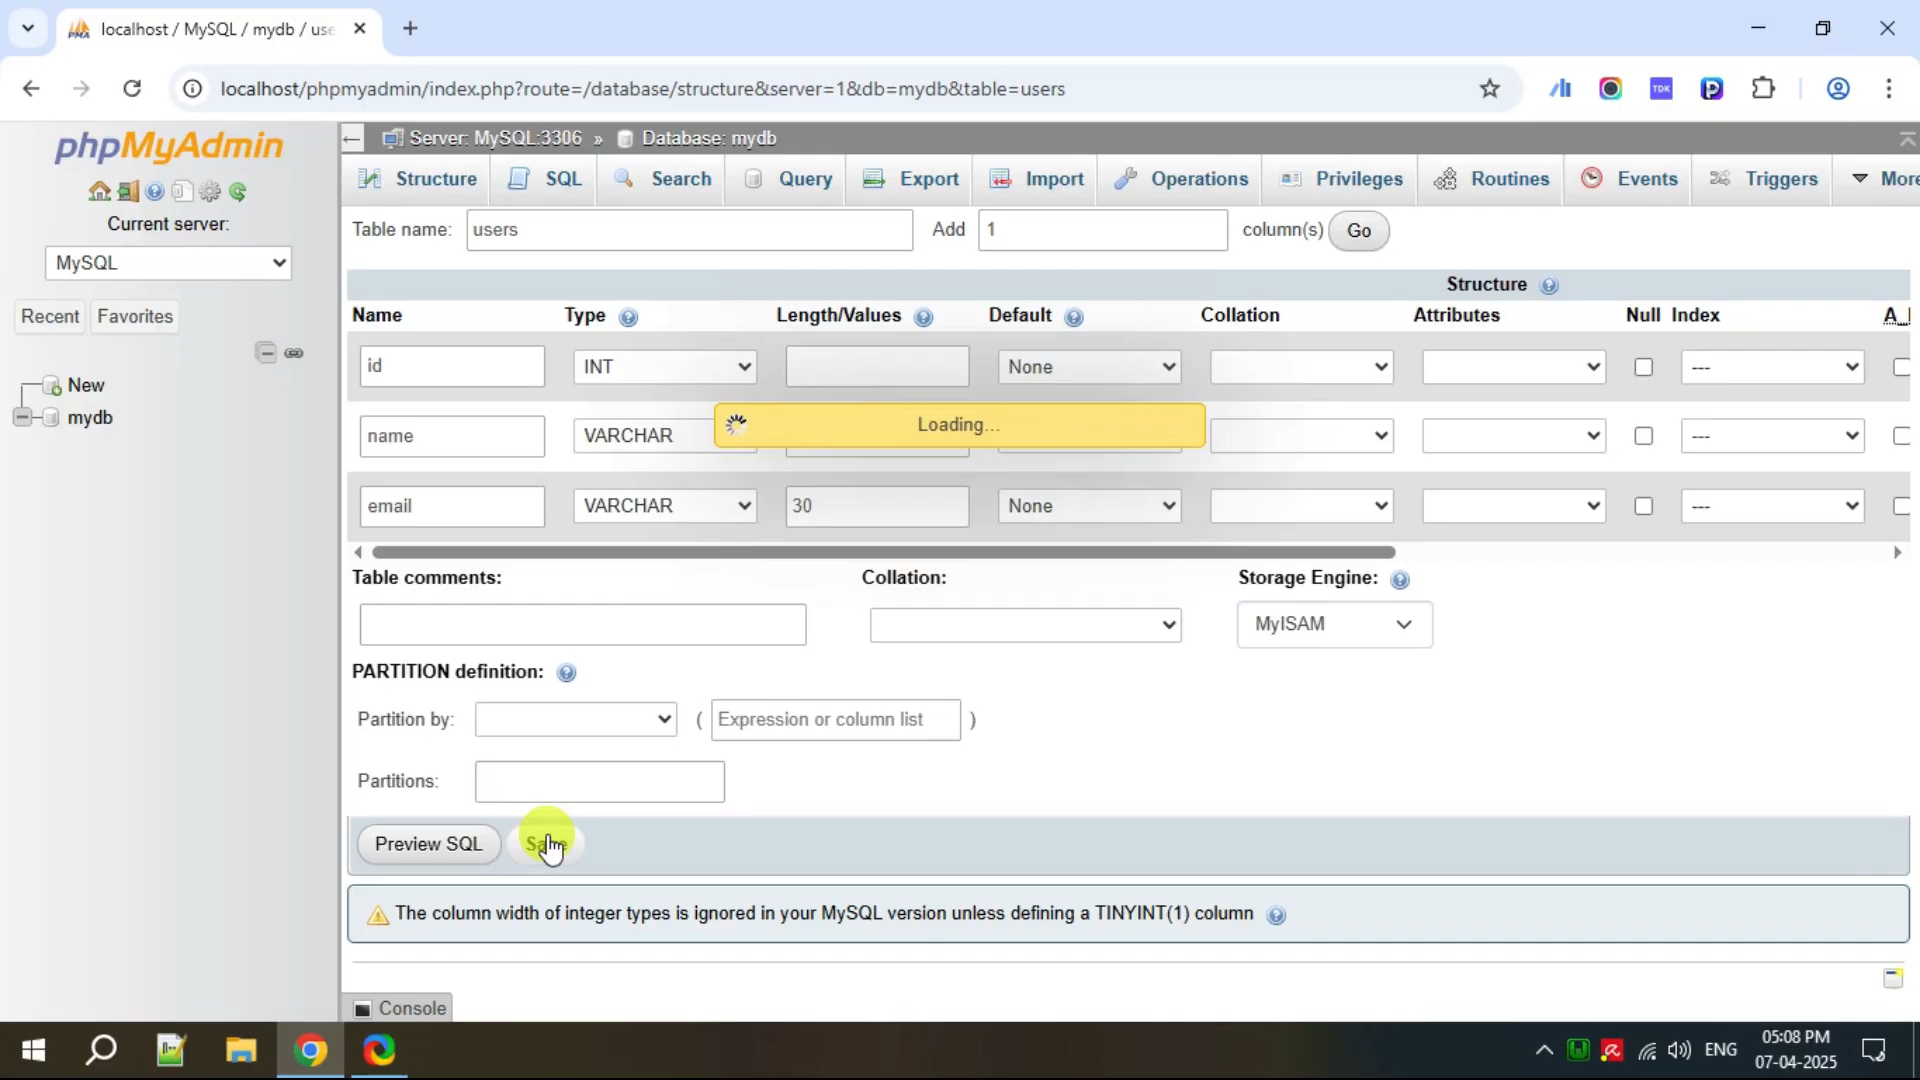 localhost / MySQL / mydb / use
localhost/phpmyadmin/index.php?route=/database/structure&server=1&db=mydb&table=users
TDK
phpMyAdmin
Current server:
MySQL
Recent
Favorites
New
mydb
Server: MySQL:3306 » Database: mydb
Structure
SQL
Search
Query
Export
Import
Operations
Privileges
Routines
Events
Triggers
More
Table name: users Add 1 column(s) Go
Structure
Name Type Length/Values Default Collation Attributes Null Index A_I
id INT None ---
name VARCHAR ---
Loading...
email VARCHAR 30 None ---
Table comments: Collation: Storage Engine:
MyISAM
PARTITION definition:
Partition by: ( Expression or column list )
Partitions:
Preview SQL Save
The column width of integer types is ignored in your MySQL version unless defining a TINYINT(1) column
Console
ENG
05:08 PM
07-04-2025